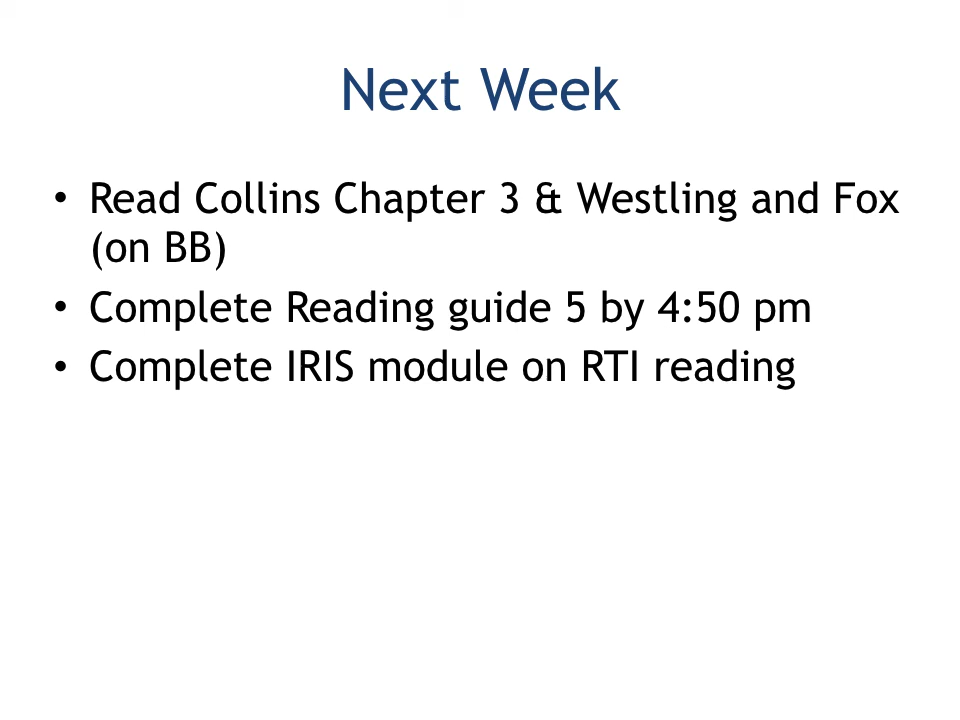 Next Week
• Read Collins Chapter 3 & Westling and Fox
(on BB)
• Complete Reading guide 5 by 4:50 pm
• Complete IRIS module on RTI reading